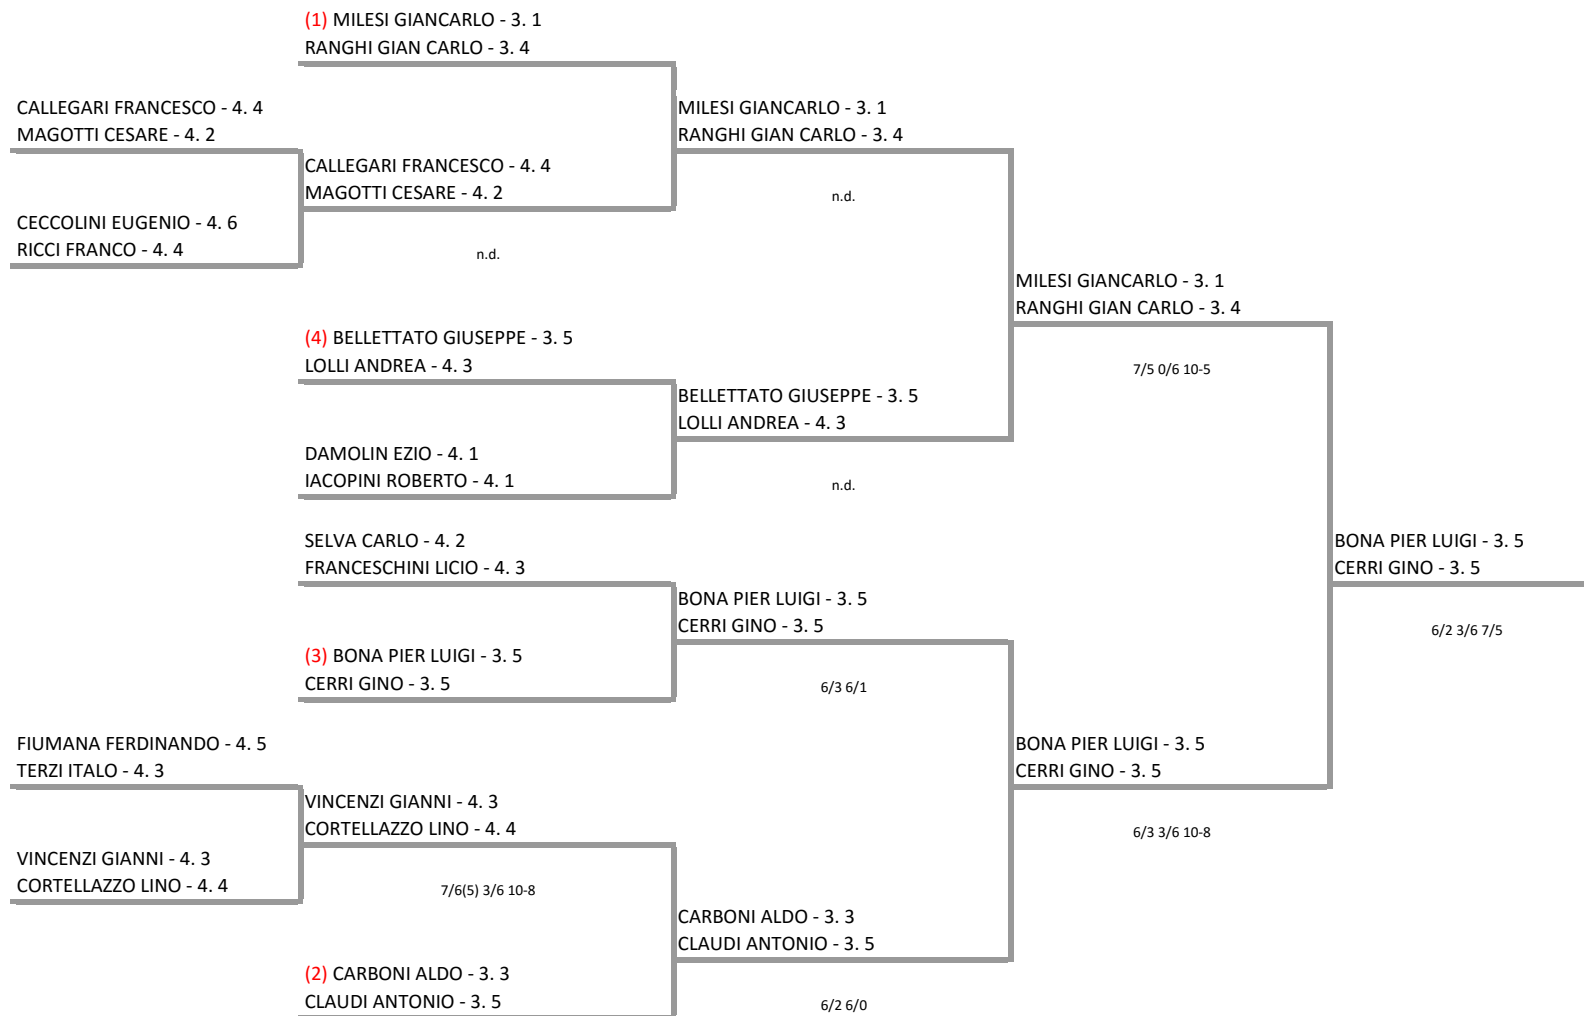 (1) MILESI GIANCARLO - 3. 1
RANGHI GIAN CARLO - 3. 4
CALLEGARI FRANCESCO - 4. 4
MAGOTTI CESARE - 4. 2
MILESI GIANCARLO - 3. 1
RANGHI GIAN CARLO - 3. 4
CALLEGARI FRANCESCO - 4. 4
MAGOTTI CESARE - 4. 2
n.d.
CECCOLINI EUGENIO - 4. 6
RICCI FRANCO - 4. 4
n.d.
MILESI GIANCARLO - 3. 1
RANGHI GIAN CARLO - 3. 4
(4) BELLETTATO GIUSEPPE - 3. 5
LOLLI ANDREA - 4. 3
7/5 0/6 10-5
BELLETTATO GIUSEPPE - 3. 5
LOLLI ANDREA - 4. 3
DAMOLIN EZIO - 4. 1
IACOPINI ROBERTO - 4. 1
n.d.
SELVA CARLO - 4. 2
FRANCESCHINI LICIO - 4. 3
BONA PIER LUIGI - 3. 5
CERRI GINO - 3. 5
BONA PIER LUIGI - 3. 5
CERRI GINO - 3. 5
6/2 3/6 7/5
(3) BONA PIER LUIGI - 3. 5
CERRI GINO - 3. 5
6/3 6/1
FIUMANA FERDINANDO - 4. 5
TERZI ITALO - 4. 3
BONA PIER LUIGI - 3. 5
CERRI GINO - 3. 5
VINCENZI GIANNI - 4. 3
CORTELLAZZO LINO - 4. 4
6/3 3/6 10-8
VINCENZI GIANNI - 4. 3
CORTELLAZZO LINO - 4. 4
7/6(5) 3/6 10-8
CARBONI ALDO - 3. 3
CLAUDI ANTONIO - 3. 5
(2) CARBONI ALDO - 3. 3
CLAUDI ANTONIO - 3. 5
6/2 6/0